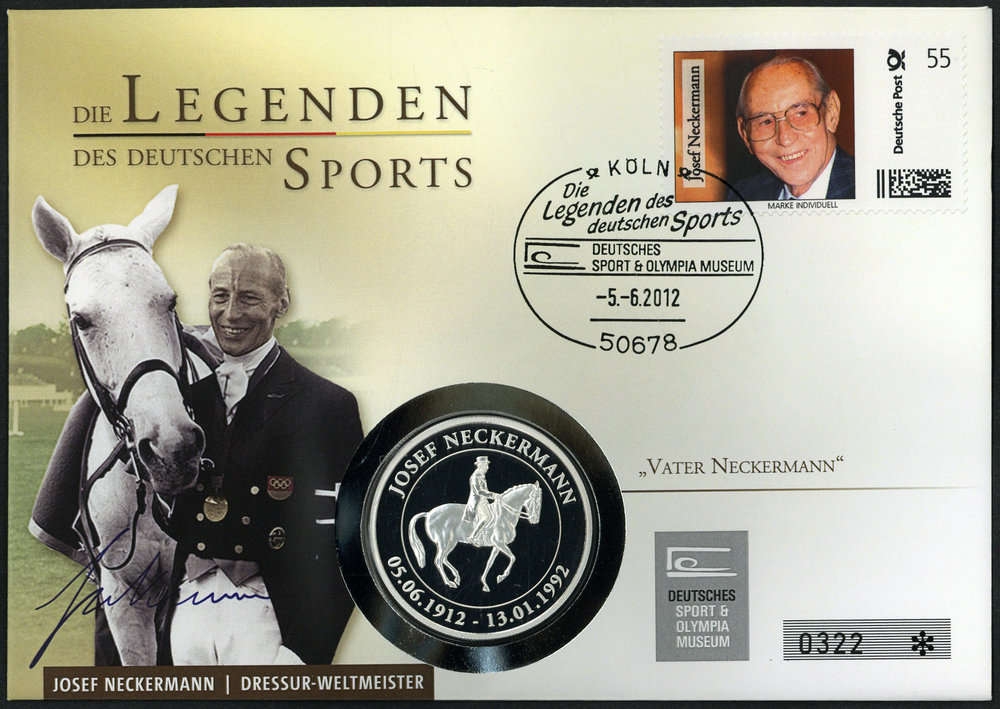 DIE LEGENDEN
DES DEUTSCHEN SPORTS
Josef Neckermann
Deutsche Post
55
MARKE INDIVIDUELL
KÖLN
Die
Legenden des
deutschen Sports
DEUTSCHES
SPORT & OLYMPIA MUSEUM
-5.-6.2012
50678
JOSEF NECKERMANN
05.06.1912 - 13.01.1992
„VATER NECKERMANN“
DEUTSCHES
SPORT &
OLYMPIA
MUSEUM
0322
JOSEF NECKERMANN | DRESSUR-WELTMEISTER